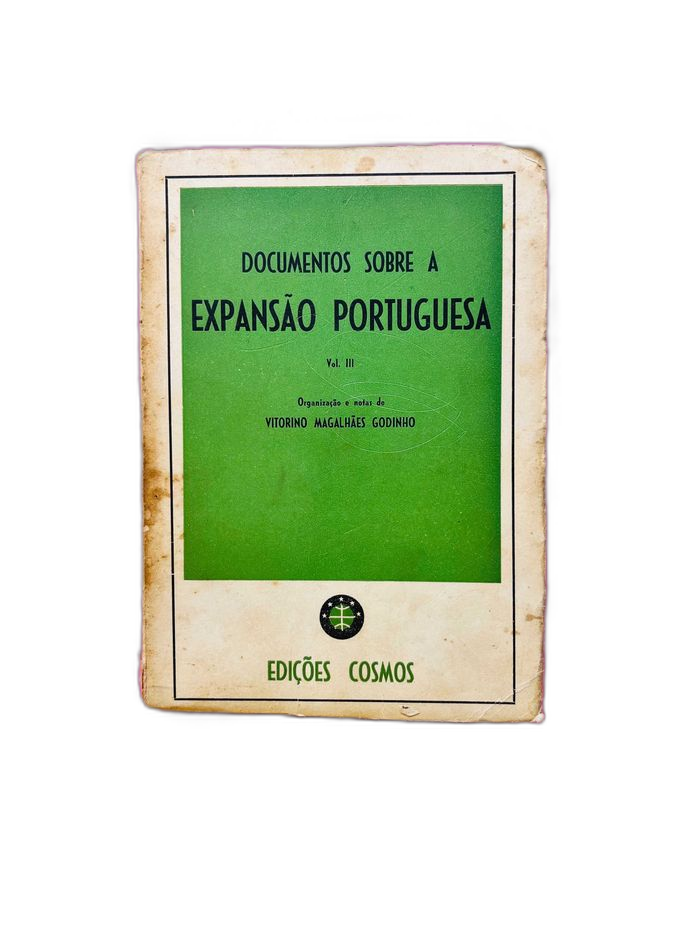 DOCUMENTOS SOBRE A
EXPANSÃO PORTUGUESA
Vol. III
Organização e notas de
VITORINO MAGALHÃES GODINHO
EDIÇÕES COSMOS